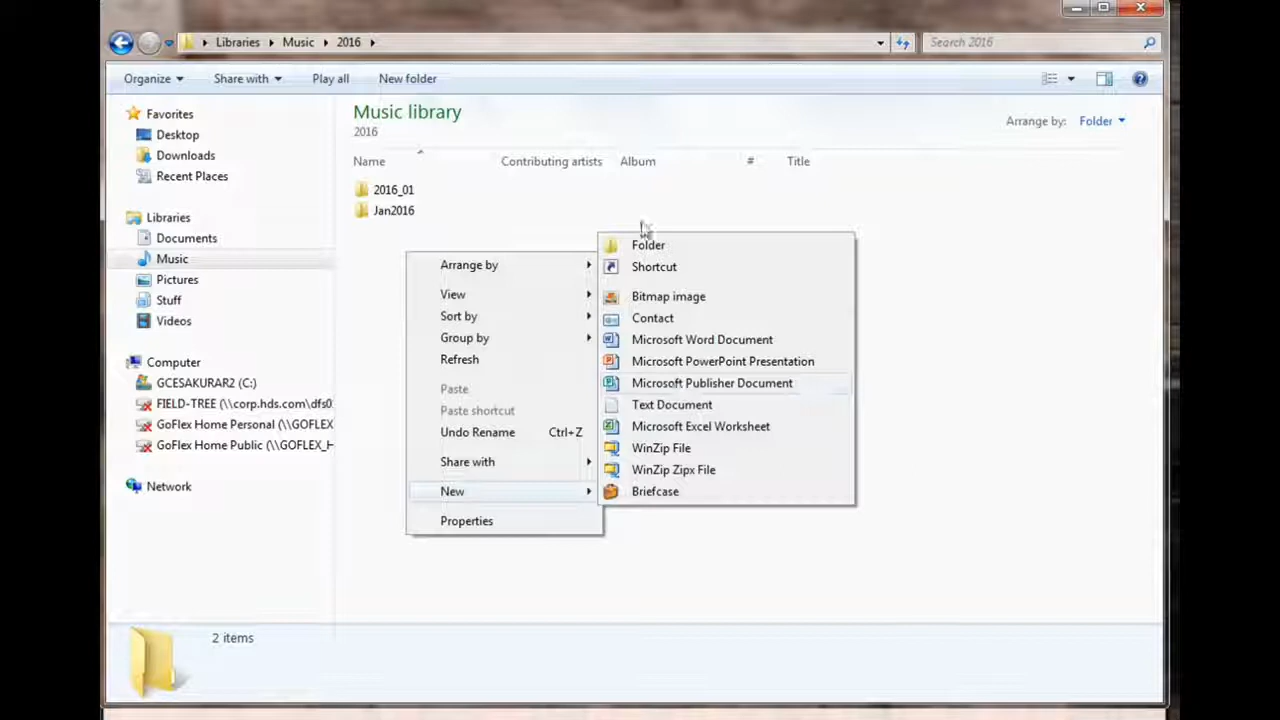 Libraries Music 2016
Search 2016
Organize Share with Play all New folder
Favorites
Desktop
Downloads
Recent Places
Libraries
Documents
Music
Pictures
Stuff
Videos
Computer
GCESAKURAR2 (C:)
FIELD-TREE (\\corp.hds.com\dfs0
GoFlex Home Personal (\\GOFLEX
GoFlex Home Public (\\GOFLEX_H
Network
Music library
2016
Arrange by: Folder
Name Contributing artists Album # Title
2016_01
Jan2016
Arrange by
View
Sort by
Group by
Refresh
Paste
Paste shortcut
Undo Rename Ctrl+Z
Share with
New
Properties
Folder
Shortcut
Bitmap image
Contact
Microsoft Word Document
Microsoft PowerPoint Presentation
Microsoft Publisher Document
Text Document
Microsoft Excel Worksheet
WinZip File
WinZip Zipx File
Briefcase
2 items